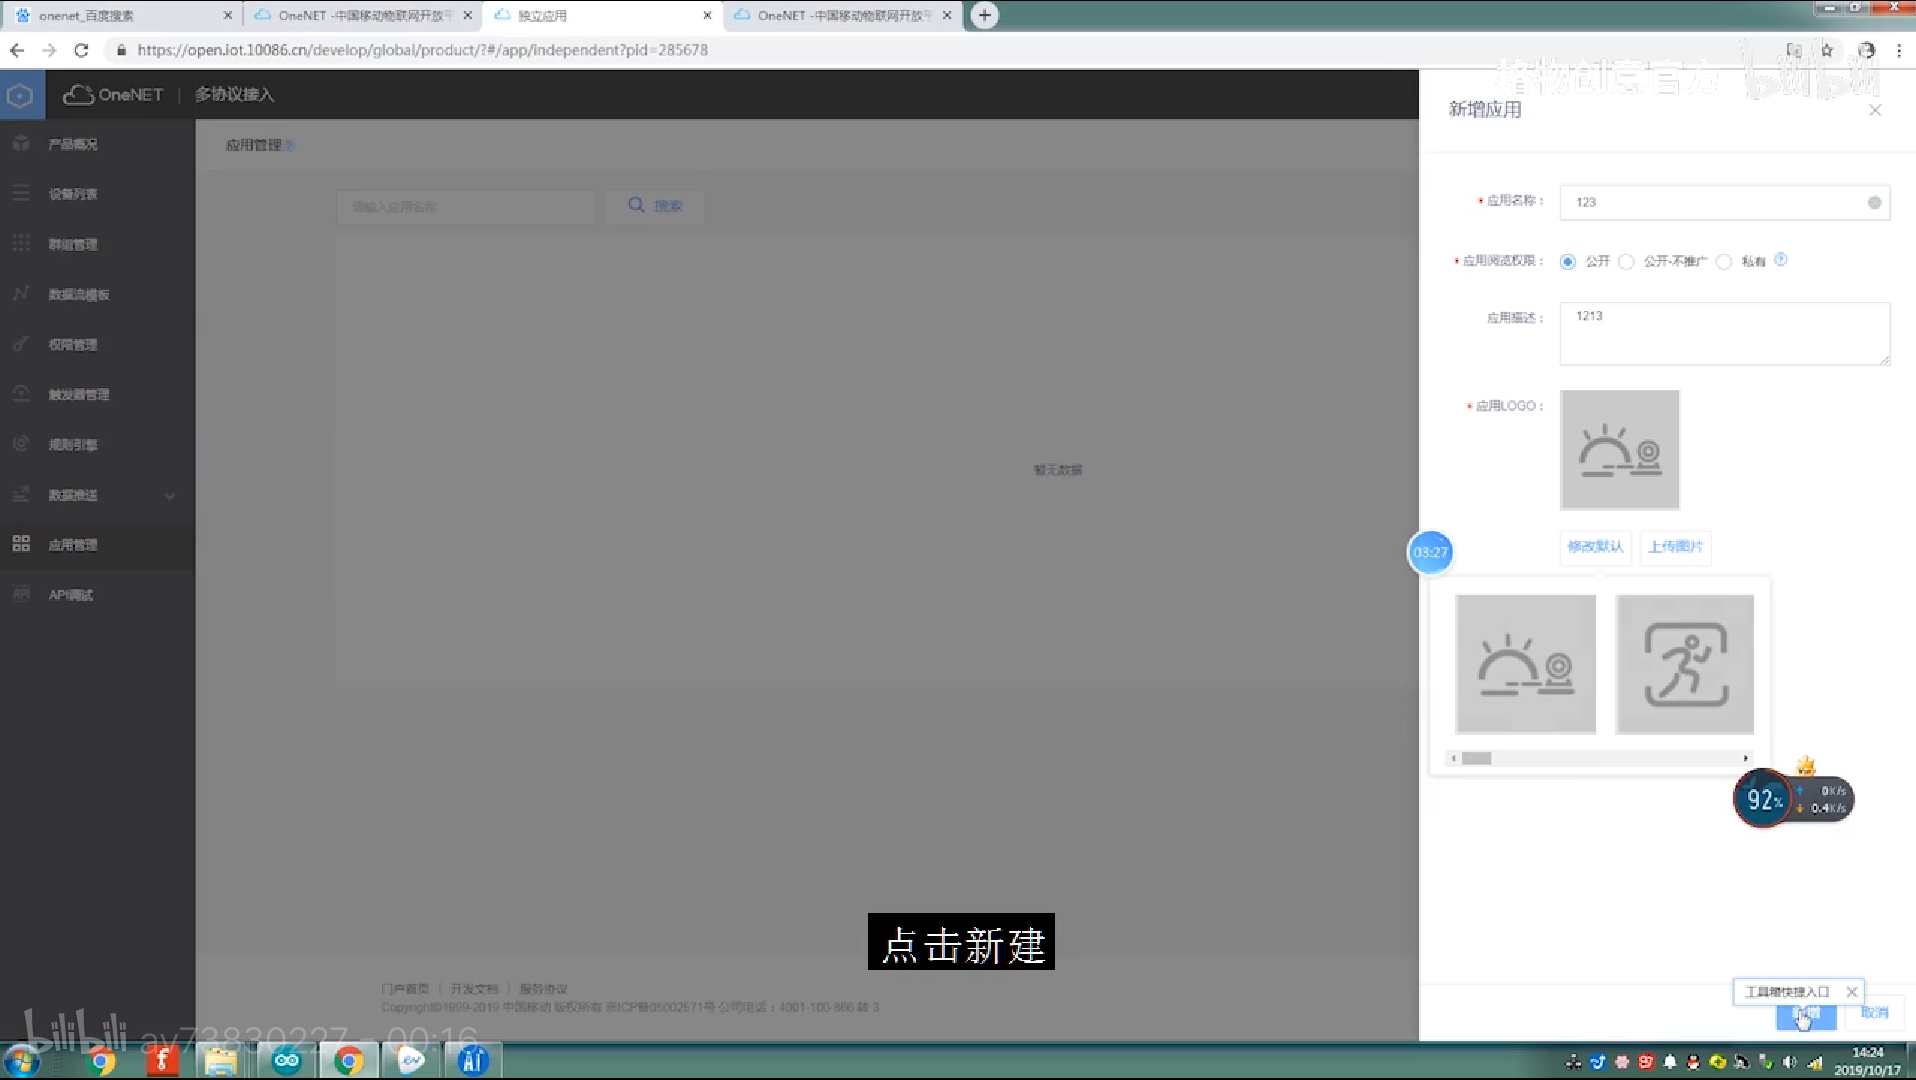 onenet_百度搜索
OneNET -中国移动物联网开放平
独立应用
OneNET -中国移动物联网开放平
https://open.iot.10086.cn/develop/global/product/?#/app/independent?pid=285678
格物创意官方 bilibili
OneNET | 多协议接入
新增应用
产品概况
应用管理
设备列表
请输入应用名称
搜索
* 应用名称：
123
群组管理
* 应用阅览权限：
公开
公开-不推广
私有
数据流模板
应用描述：
1213
权限管理
触发器管理
* 应用LOGO：
规则引擎
暂无数据
数据推送
应用管理
修改默认
上传图片
03:27
API
API调试
92%
0K/s
0.4K/s
点击新建
门户首页 | 开发文档 | 服务协议
工具箱快捷入口
Copyright©1999-2019 中国移动 版权所有 京ICP备05002571号 公司电话：4001-100-866 转 3
取消
bilibili av73830227 - 00:16
14:24
2019/10/17